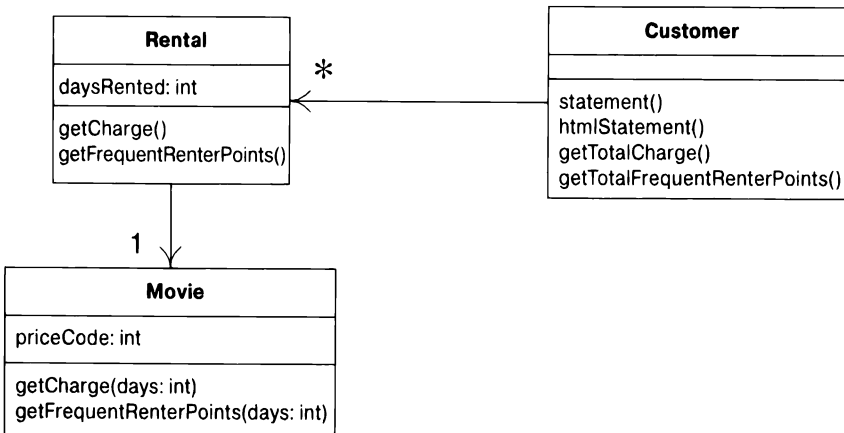 Rental
daysRented: int
getCharge()
getFrequentRenterPoints()
*
Customer
statement()
htmlStatement()
getTotalCharge()
getTotalFrequentRenterPoints()
1
Movie
priceCode: int
getCharge(days: int)
getFrequentRenterPoints(days: int)